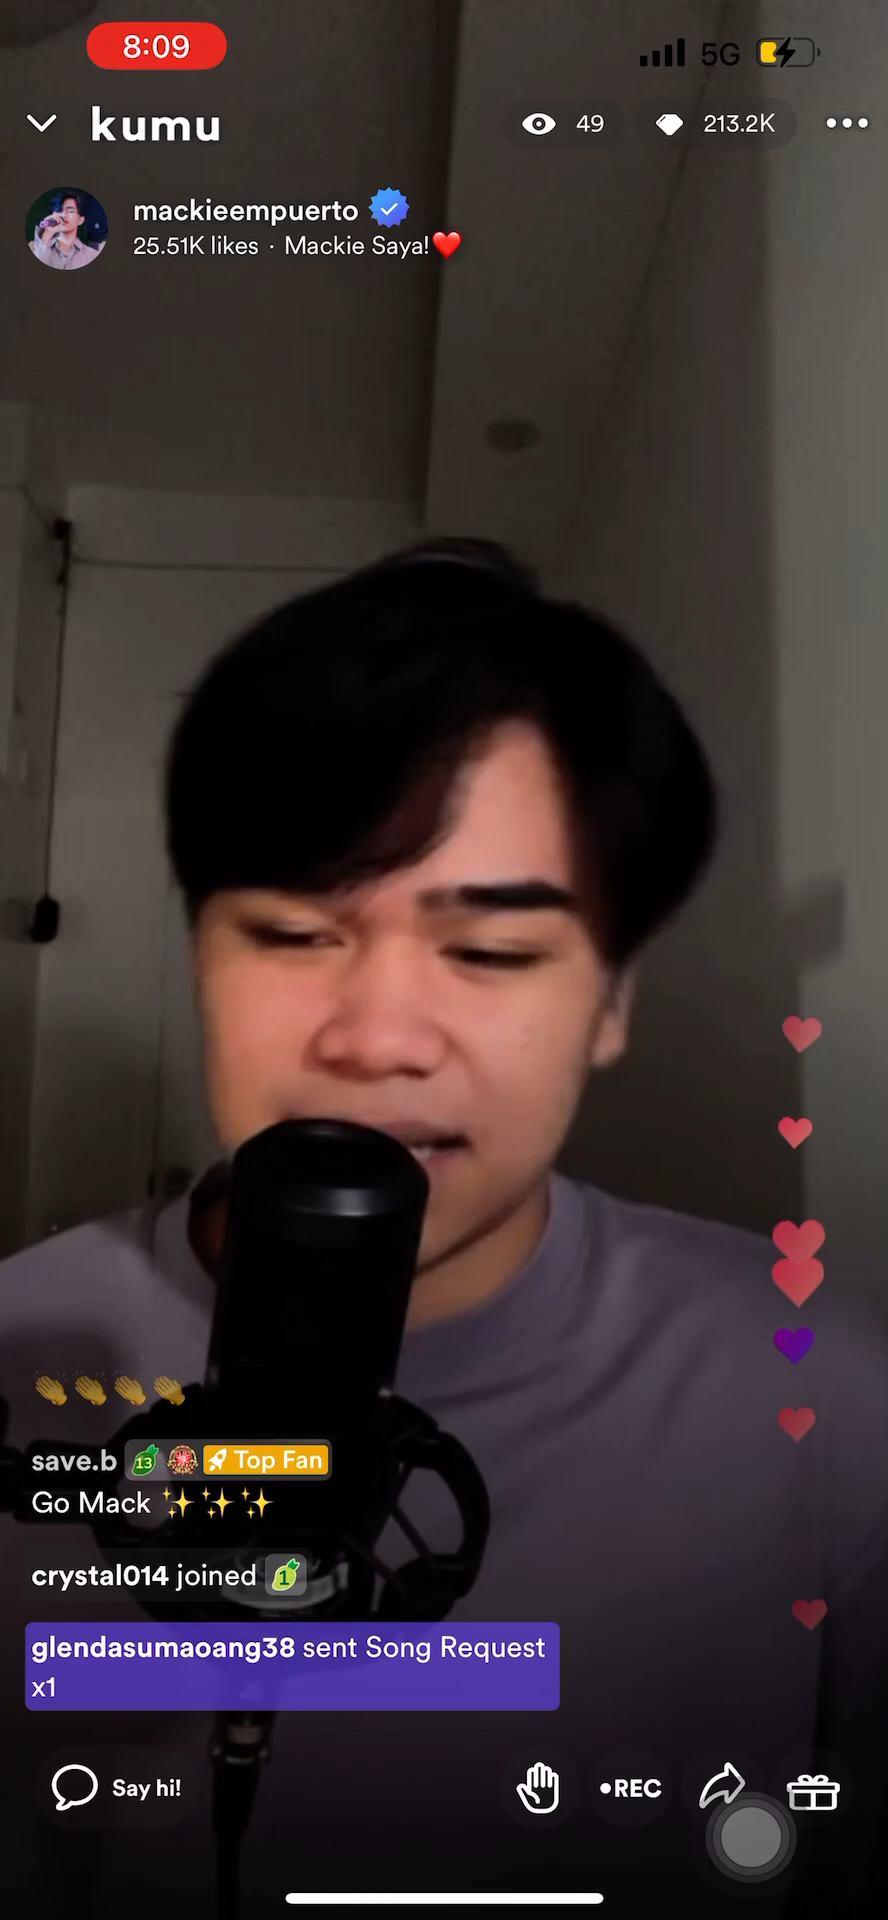 8:09
5G
kumu
49
213.2K
mackieempuerto
25.51K likes · Mackie Saya!❤️
👏👏👏👏
save.b 13 Top Fan
Go Mack ✨✨✨
crystal014 joined 1
glendasumaoang38 sent Song Request
x1
Say hi!
•REC